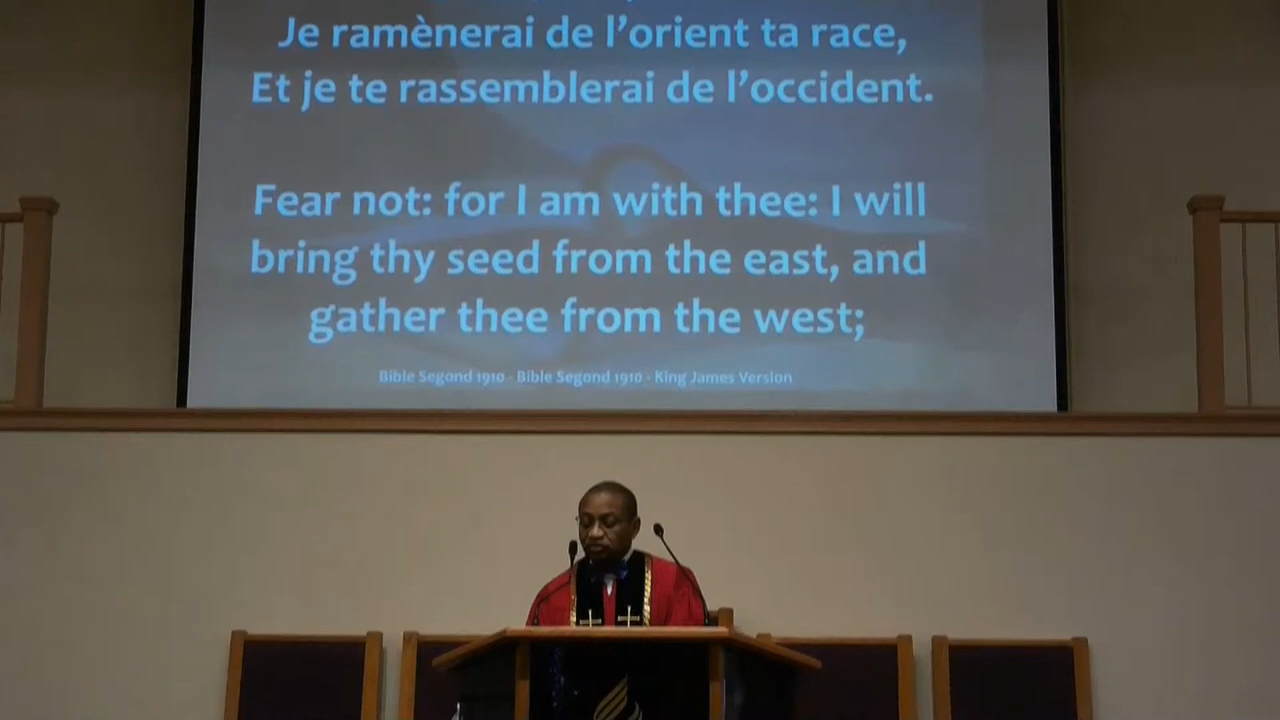 Je ramènerai de l’orient ta race,
Et je te rassemblerai de l’occident.
Fear not: for I am with thee: I will
bring thy seed from the east, and
gather thee from the west;
Bible Segond 1910 - Bible Segond 1910 - King James Version